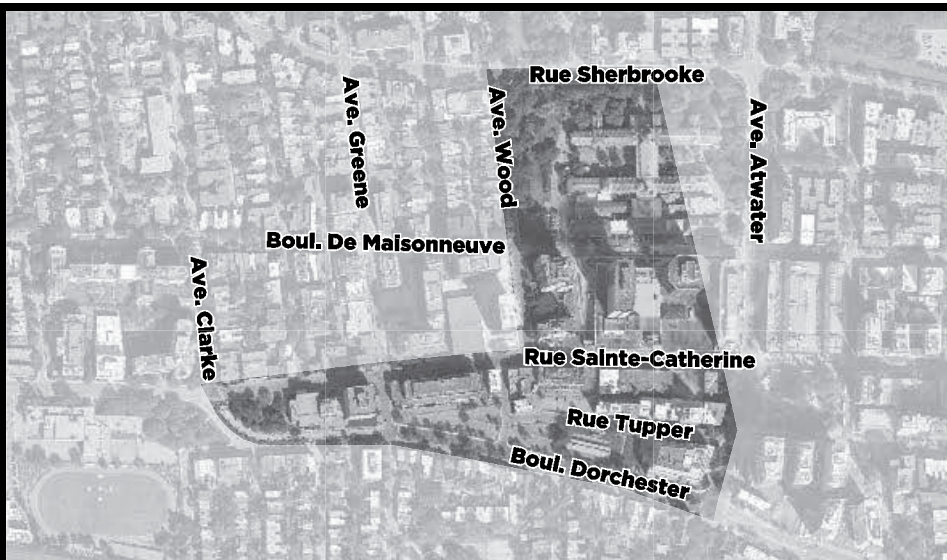 Rue Sherbrooke
Ave. Greene
Ave. Wood
Ave. Atwater
Boul. De Maisonneuve
Ave. Clarke
Rue Sainte-Catherine
Rue Tupper
Boul. Dorchester